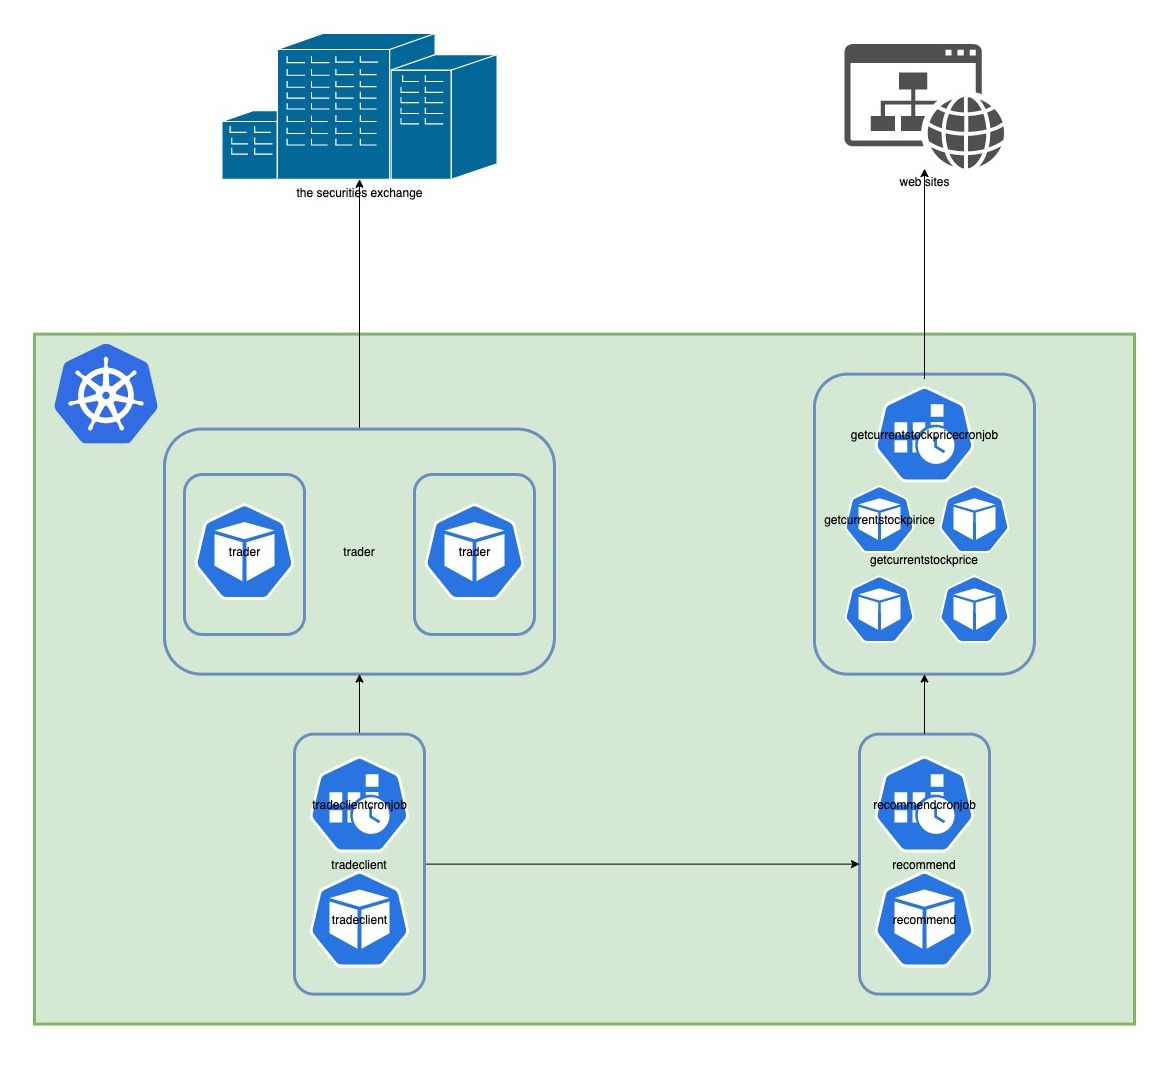 the securities exchange
web sites
getcurrentstockpricecronjob
getcurrentstockpirice
getcurrentstockprice
trader
trader
trader
tradeclientcronjob
tradeclient
tradeclient
recommendcronjob
recommend
recommend